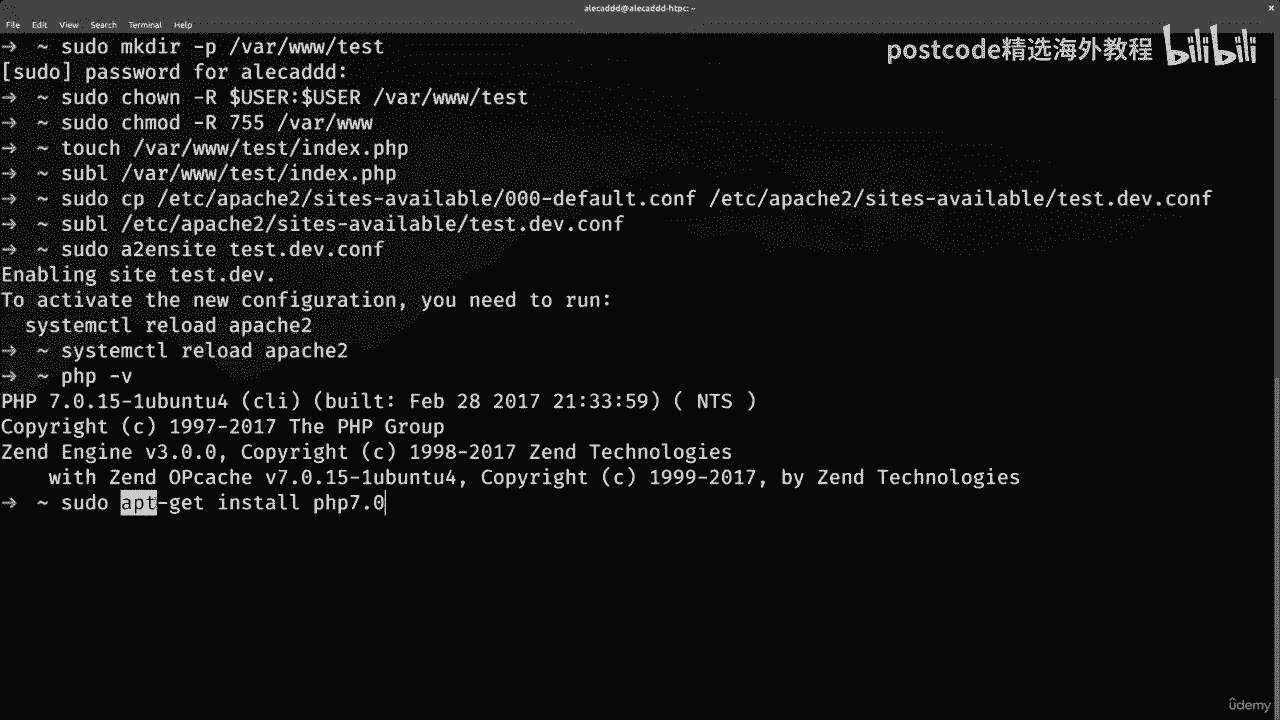 alecaddd@alecaddd-htpc: ~
File Edit View Search Terminal Help
→ ~ sudo mkdir -p /var/www/test
[sudo] password for alecaddd:
→ ~ sudo chown -R $USER:$USER /var/www/test
→ ~ sudo chmod -R 755 /var/www
→ ~ touch /var/www/test/index.php
→ ~ subl /var/www/test/index.php
→ ~ sudo cp /etc/apache2/sites-available/000-default.conf /etc/apache2/sites-available/test.dev.conf
→ ~ subl /etc/apache2/sites-available/test.dev.conf
→ ~ sudo a2ensite test.dev.conf
Enabling site test.dev.
To activate the new configuration, you need to run:
  systemctl reload apache2
→ ~ systemctl reload apache2
→ ~ php -v
PHP 7.0.15-1ubuntu4 (cli) (built: Feb 28 2017 21:33:59) ( NTS )
Copyright (c) 1997-2017 The PHP Group
Zend Engine v3.0.0, Copyright (c) 1998-2017 Zend Technologies
    with Zend OPcache v7.0.15-1ubuntu4, Copyright (c) 1999-2017, by Zend Technologies
→ ~ sudo apt-get install php7.0
postcode精选海外教程 bilibili
ûdemy